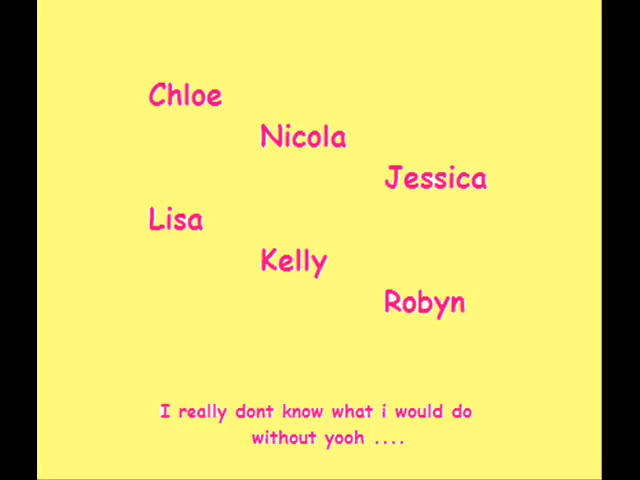 Chloe
Nicola
Jessica
Lisa
Kelly
Robyn
I really dont know what i would do
without yooh ....